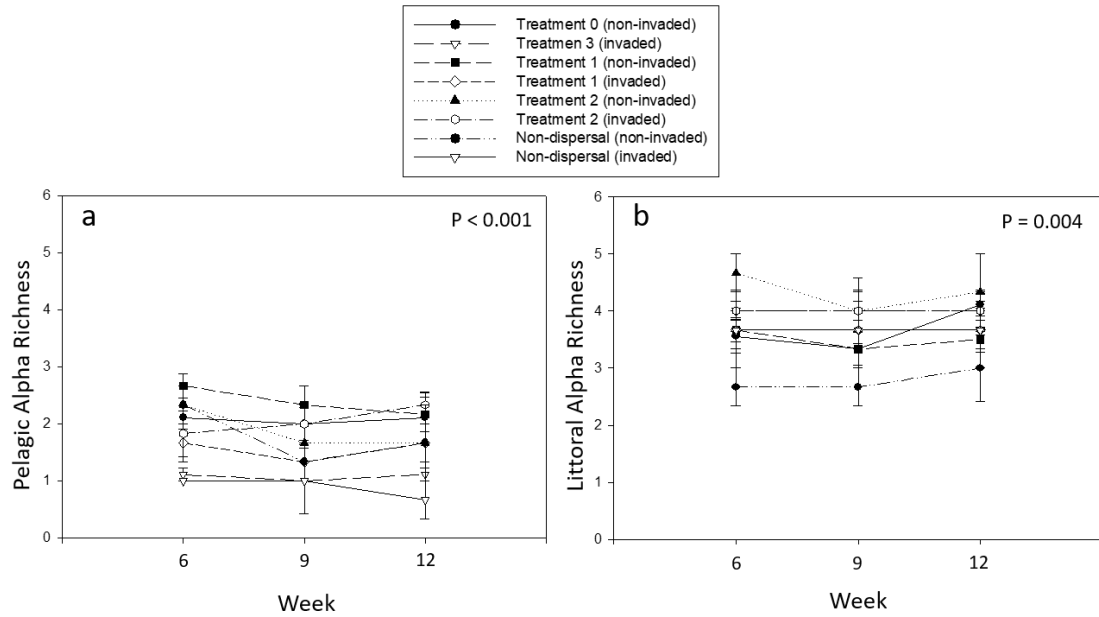 Treatment 0 (non-invaded)
Treatmen 3 (invaded)
Treatment 1 (non-invaded)
Treatment 1 (invaded)
Treatment 2 (non-invaded)
Treatment 2 (invaded)
Non-dispersal (non-invaded)
Non-dispersal (invaded)
a
P < 0.001
Pelagic Alpha Richness
6
5
4
3
2
1
0
6 9 12
Week
b
P = 0.004
Littoral Alpha Richness
6
5
4
3
2
1
0
6 9 12
Week